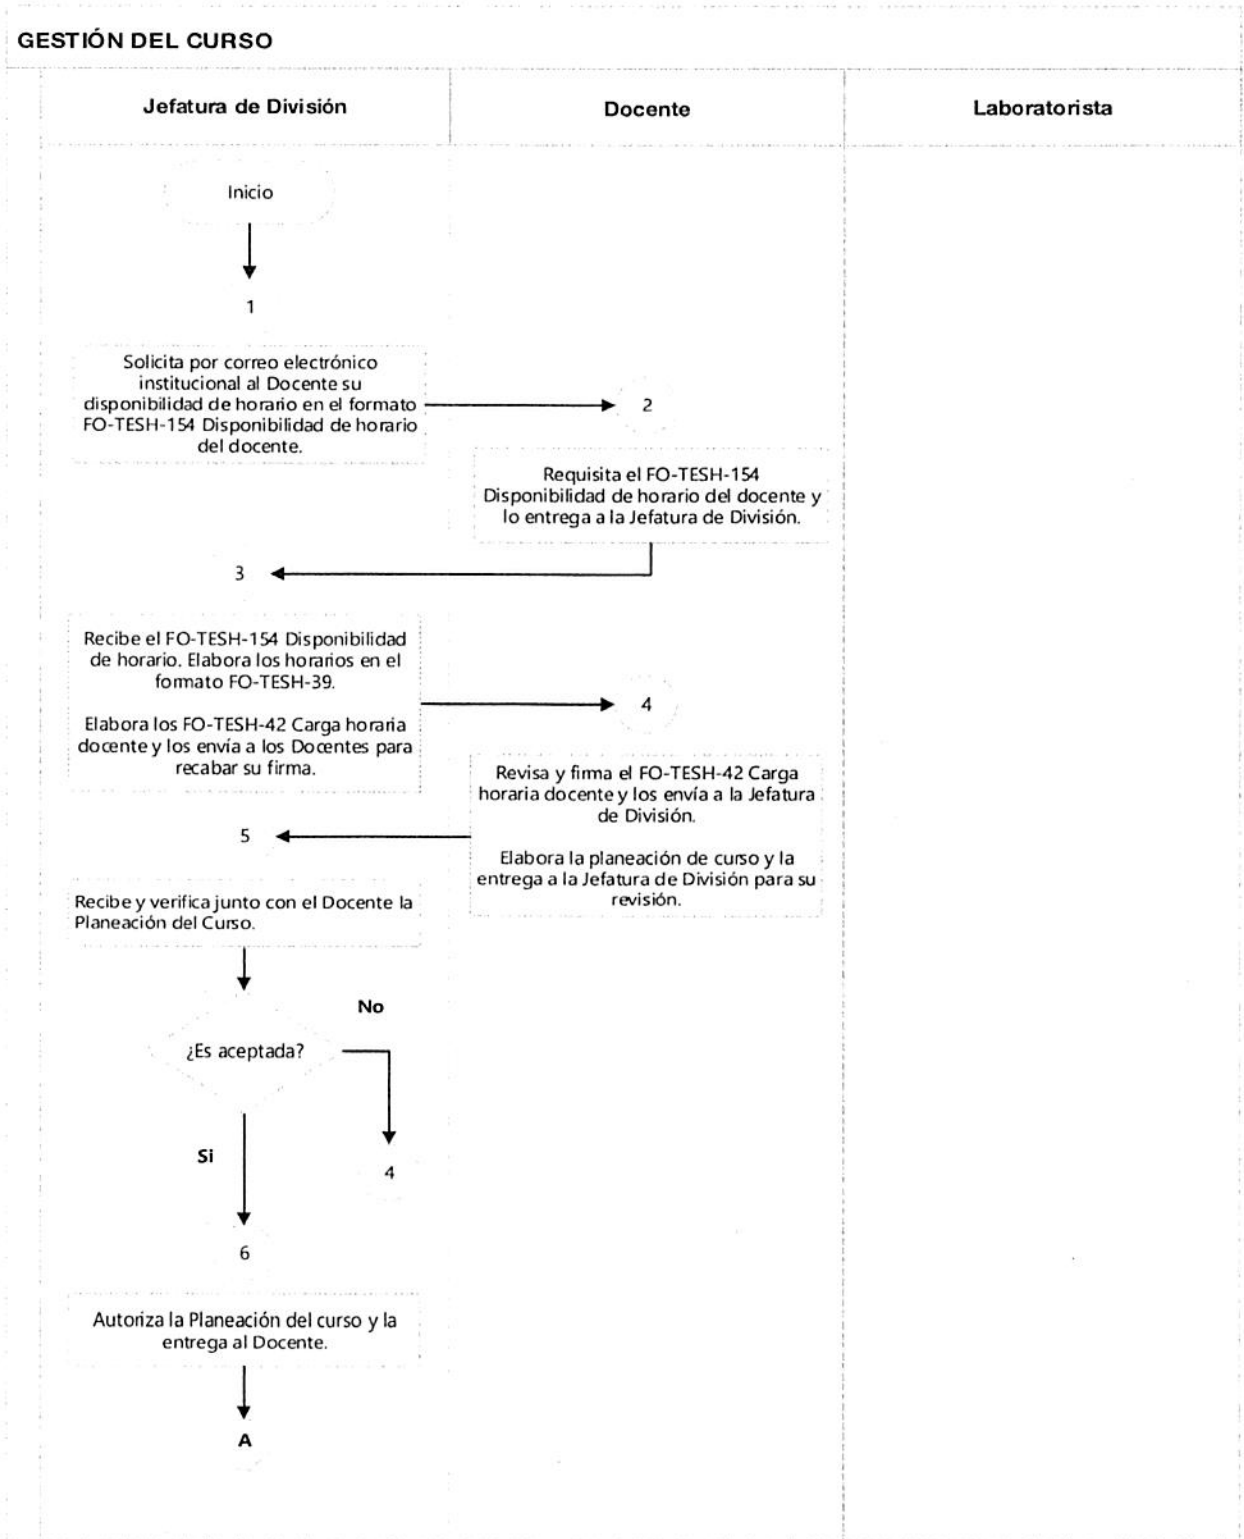 GESTIÓN DEL CURSO
Jefatura de División
Docente
Laboratorista
Inicio
1
Solicita por correo electrónico
institucional al Docente su
disponibilidad de horario en el formato
FO-TESH-154 Disponibilidad de horario
del docente.
2
Requisita el FO-TESH-154
Disponibilidad de horario del docente y
lo entrega a la Jefatura de División.
3
Recibe el FO-TESH-154 Disponibilidad
de horario. Elabora los horarios en el
formato FO-TESH-39.
Elabora los FO-TESH-42 Carga horaria
docente y los envía a los Docentes para
recabar su firma.
4
Revisa y firma el FO-TESH-42 Carga
horaria docente y los envía a la Jefatura
de División.
Elabora la planeación de curso y la
entrega a la Jefatura de División para su
revisión.
5
Recibe y verifica junto con el Docente la
Planeación del Curso.
No
¿Es aceptada?
Si
4
6
Autoriza la Planeación del curso y la
entrega al Docente.
A